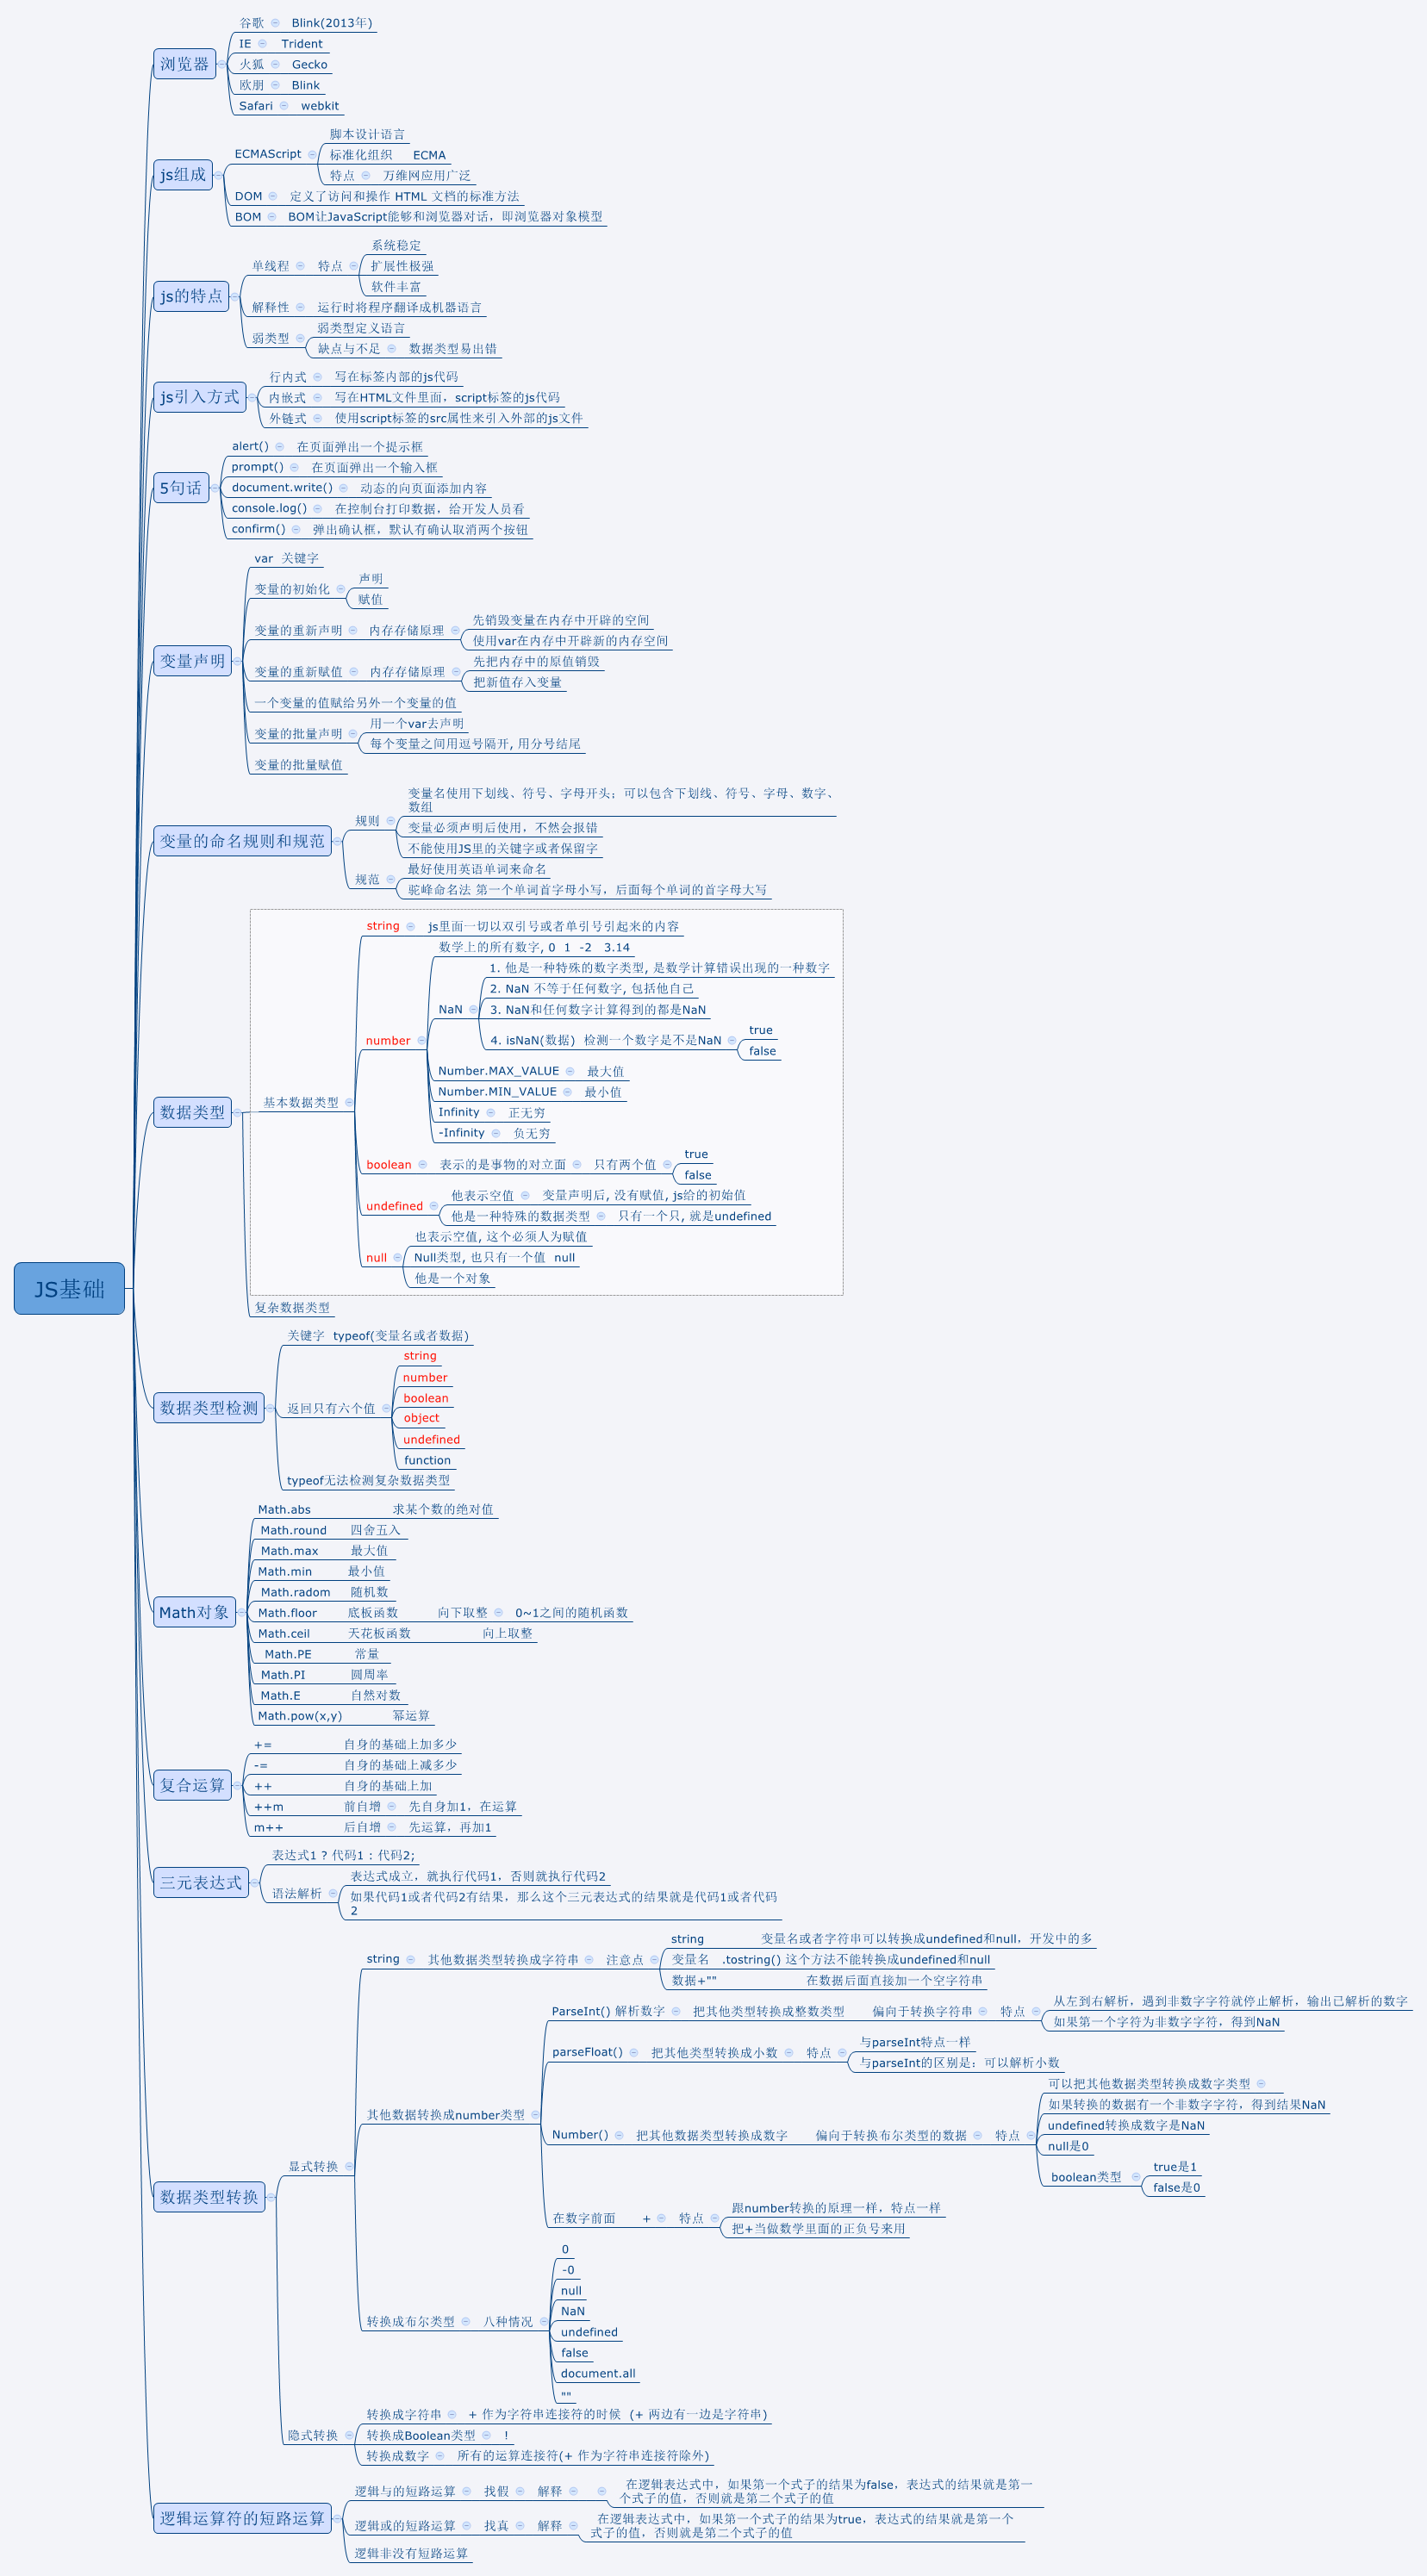 JS基础
浏览器
谷歌 Blink(2013年)
IE Trident
火狐 Gecko
欧朋 Blink
Safari webkit
js组成
ECMAScript
脚本设计语言
标准化组织 ECMA
特点 万维网应用广泛
DOM 定义了访问和操作 HTML 文档的标准方法
BOM BOM让JavaScript能够和浏览器对话，即浏览器对象模型
js的特点
单线程 特点
系统稳定
扩展性极强
软件丰富
解释性 运行时将程序翻译成机器语言
弱类型
弱类型定义语言
缺点与不足 数据类型易出错
js引入方式
行内式 写在标签内部的js代码
内嵌式 写在HTML文件里面，script标签的js代码
外链式 使用script标签的src属性来引入外部的js文件
5句话
alert() 在页面弹出一个提示框
prompt() 在页面弹出一个输入框
document.write() 动态的向页面添加内容
console.log() 在控制台打印数据，给开发人员看
confirm() 弹出确认框，默认有确认取消两个按钮
变量声明
var 关键字
变量的初始化
声明
赋值
变量的重新声明 内存存储原理
先销毁变量在内存中开辟的空间
使用var在内存中开辟新的内存空间
变量的重新赋值 内存存储原理
先把内存中的原值销毁
把新值存入变量
一个变量的值赋给另外一个变量的值
变量的批量声明
用一个var去声明
每个变量之间用逗号隔开, 用分号结尾
变量的批量赋值
变量的命名规则和规范
规则
变量名使用下划线、符号、字母开头；可以包含下划线、符号、字母、数字、
数组
变量必须声明后使用，不然会报错
不能使用JS里的关键字或者保留字
规范
最好使用英语单词来命名
驼峰命名法 第一个单词首字母小写，后面每个单词的首字母大写
数据类型
基本数据类型
string js里面一切以双引号或者单引号引起来的内容
number
数学上的所有数字, 0 1 -2 3.14
NaN
1. 他是一种特殊的数字类型, 是数学计算错误出现的一种数字
2. NaN 不等于任何数字, 包括他自己
3. NaN和任何数字计算得到的都是NaN
4. isNaN(数据) 检测一个数字是不是NaN
true
false
Number.MAX_VALUE 最大值
Number.MIN_VALUE 最小值
Infinity 正无穷
-Infinity 负无穷
boolean 表示的是事物的对立面 只有两个值
true
false
undefined
他表示空值 变量声明后, 没有赋值, js给的初始值
他是一种特殊的数据类型 只有一个只, 就是undefined
null
也表示空值, 这个必须人为赋值
Null类型, 也只有一个值 null
他是一个对象
复杂数据类型
数据类型检测
关键字 typeof(变量名或者数据)
返回只有六个值
string
number
boolean
object
undefined
function
typeof无法检测复杂数据类型
Math对象
Math.abs 求某个数的绝对值
Math.round 四舍五入
Math.max 最大值
Math.min 最小值
Math.radom 随机数
Math.floor 底板函数 向下取整 0~1之间的随机函数
Math.ceil 天花板函数 向上取整
Math.PE 常量
Math.PI 圆周率
Math.E 自然对数
Math.pow(x,y) 幂运算
复合运算
+= 自身的基础上加多少
-= 自身的基础上减多少
++ 自身的基础上加
++m 前自增 先自身加1，在运算
m++ 后自增 先运算，再加1
三元表达式
表达式1 ? 代码1 : 代码2;
语法解析
表达式成立，就执行代码1，否则就执行代码2
如果代码1或者代码2有结果，那么这个三元表达式的结果就是代码1或者代码
2
数据类型转换
显式转换
string 其他数据类型转换成字符串 注意点
string 变量名或者字符串可以转换成undefined和null，开发中的多
变量名 .tostring() 这个方法不能转换成undefined和null
数据+"" 在数据后面直接加一个空字符串
其他数据转换成number类型
ParseInt() 解析数字 把其他类型转换成整数类型 偏向于转换字符串 特点
从左到右解析，遇到非数字字符就停止解析，输出已解析的数字
如果第一个字符为非数字字符，得到NaN
parseFloat() 把其他类型转换成小数 特点
与parseInt特点一样
与parseInt的区别是：可以解析小数
Number() 把其他数据类型转换成数字 偏向于转换布尔类型的数据 特点
可以把其他数据类型转换成数字类型
如果转换的数据有一个非数字字符，得到结果NaN
undefined转换成数字是NaN
null是0
boolean类型
true是1
false是0
在数字前面 + 特点
跟number转换的原理一样，特点一样
把+当做数学里面的正负号来用
转换成布尔类型 八种情况
0
-0
null
NaN
undefined
false
document.all
""
隐式转换
转换成字符串 + 作为字符串连接符的时候 (+ 两边有一边是字符串)
转换成Boolean类型 !
转换成数字 所有的运算连接符(+ 作为字符串连接符除外)
逻辑运算符的短路运算
逻辑与的短路运算 找假 解释
在逻辑表达式中，如果第一个式子的结果为false，表达式的结果就是第一
个式子的值，否则就是第二个式子的值
逻辑或的短路运算 找真 解释
在逻辑表达式中，如果第一个式子的结果为true，表达式的结果就是第一个
式子的值，否则就是第二个式子的值
逻辑非没有短路运算